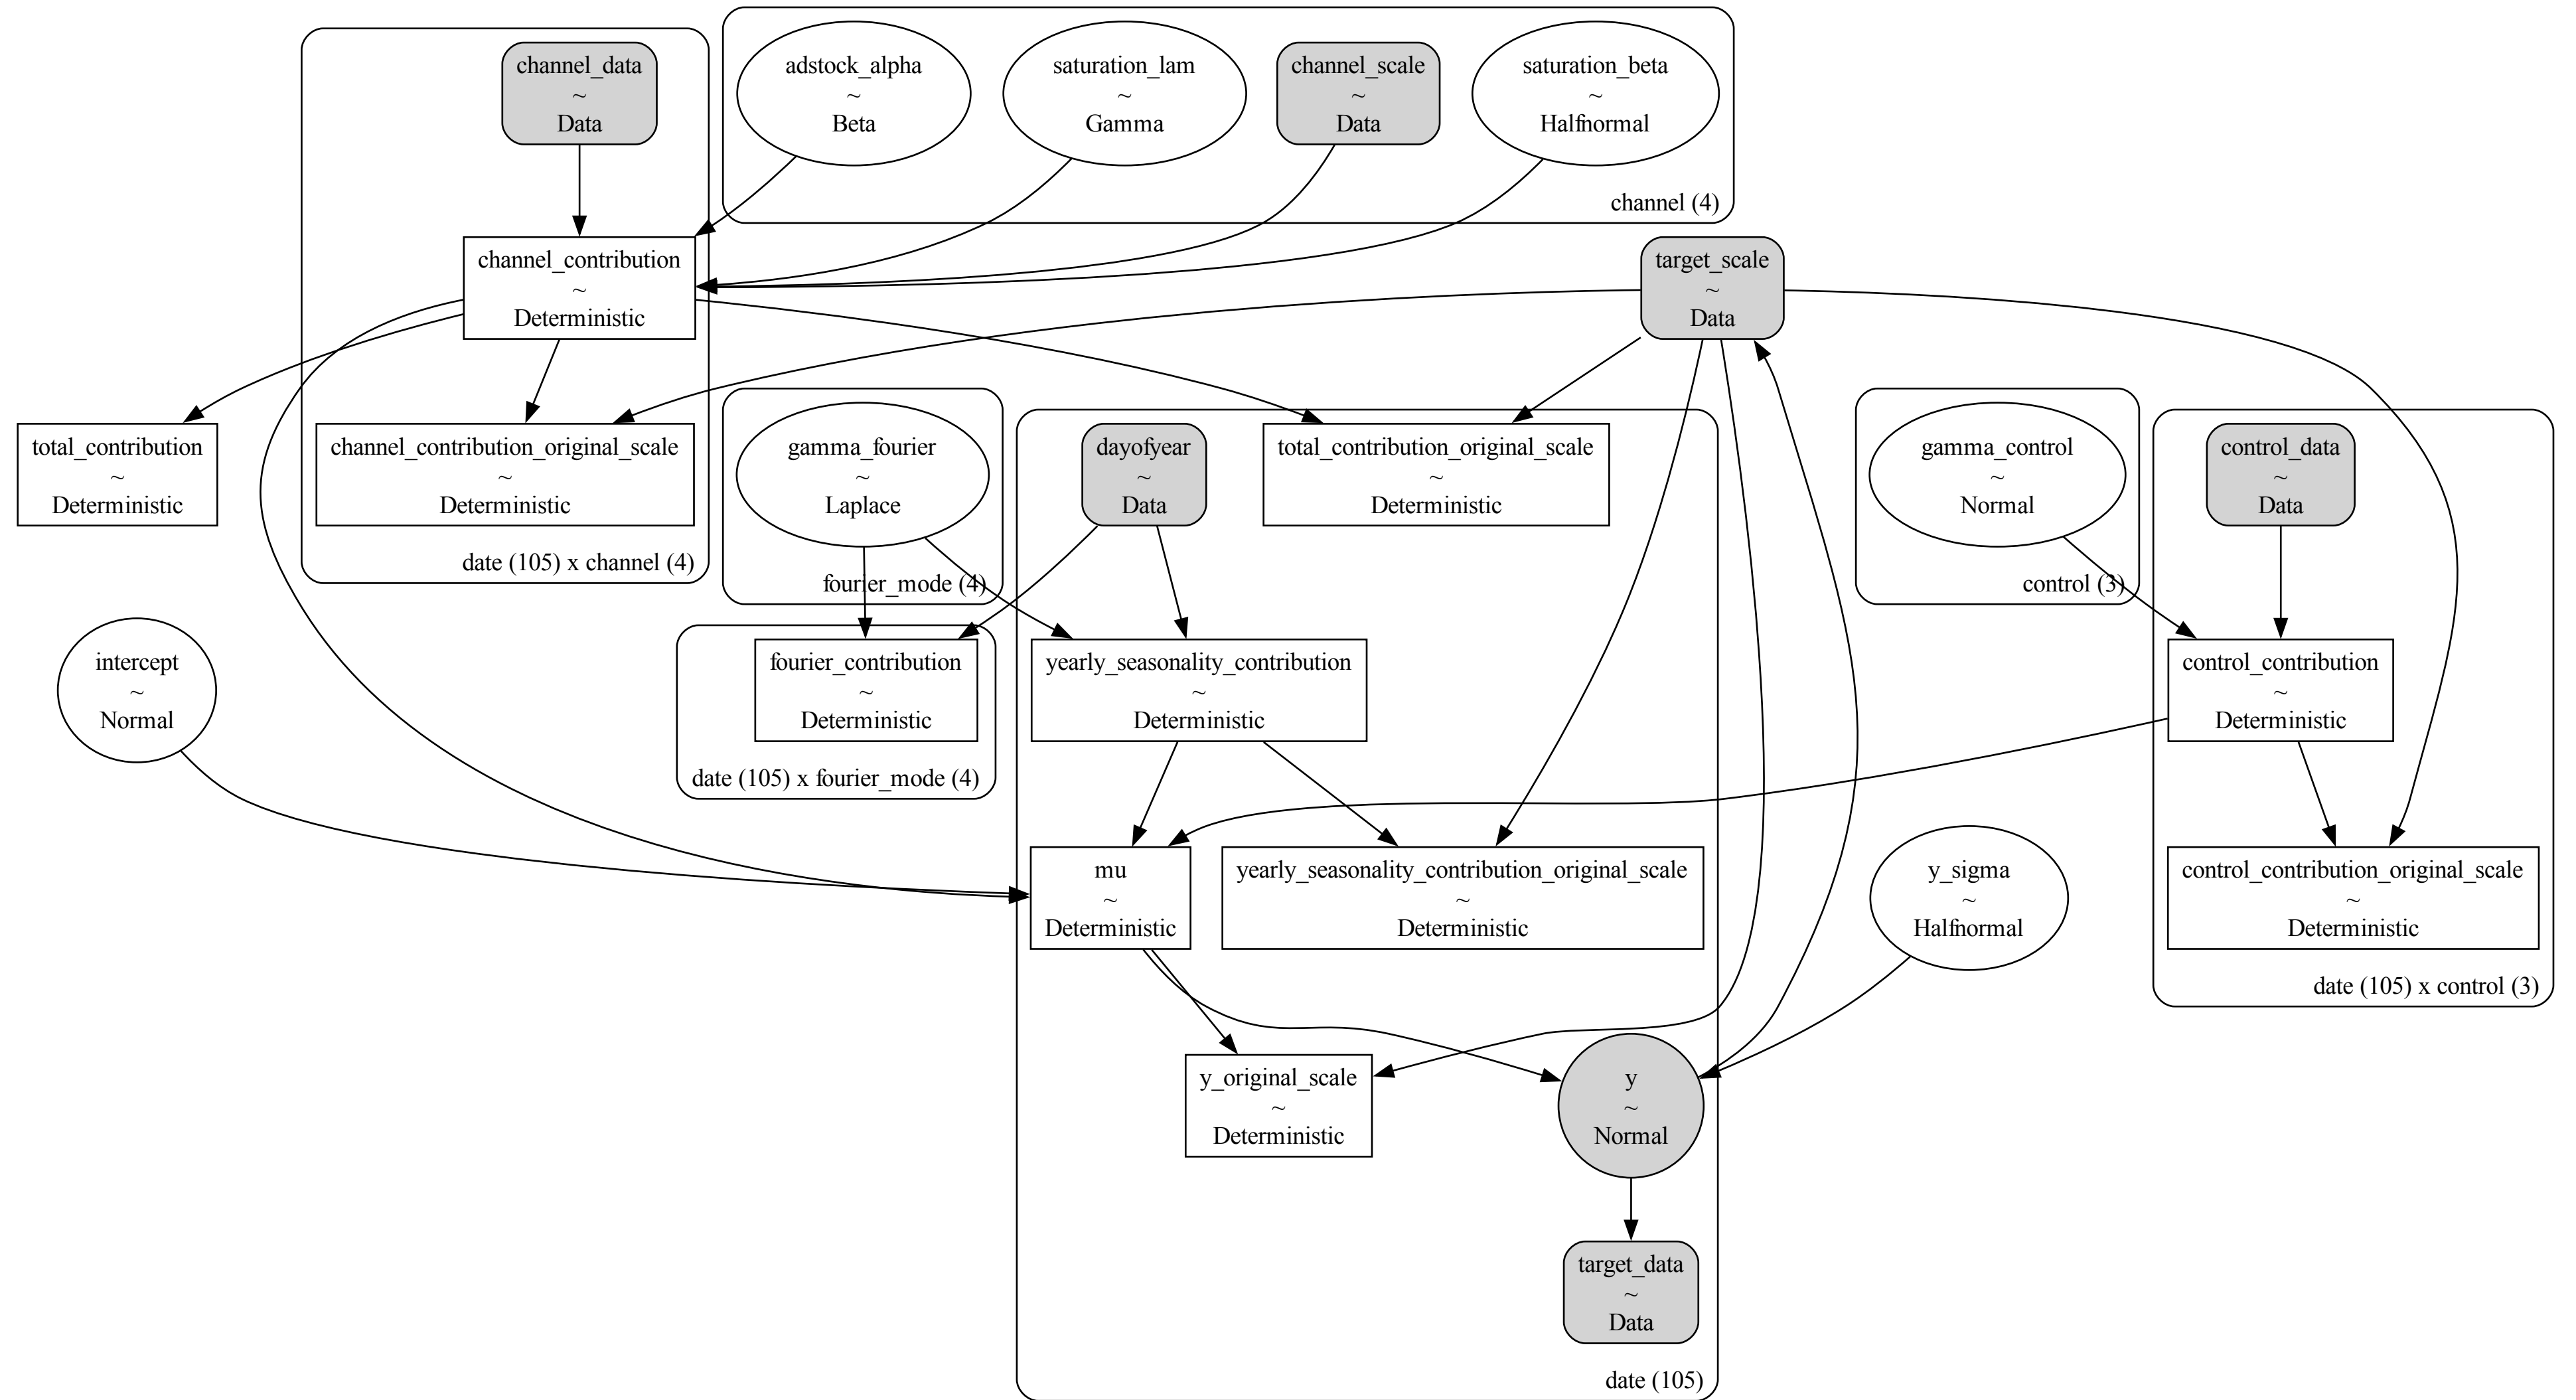 channel_data
~
Data
adstock_alpha
~
Beta
saturation_lam
~
Gamma
channel_scale
~
Data
saturation_beta
~
Halfnormal
channel (4)
channel_contribution
~
Deterministic
target_scale
~
Data
total_contribution
~
Deterministic
channel_contribution_original_scale
~
Deterministic
date (105) x channel (4)
gamma_fourier
~
Laplace
fourier_mode (4)
dayofyear
~
Data
total_contribution_original_scale
~
Deterministic
gamma_control
~
Normal
control (3)
control_data
~
Data
intercept
~
Normal
fourier_contribution
~
Deterministic
date (105) x fourier_mode (4)
yearly_seasonality_contribution
~
Deterministic
control_contribution
~
Deterministic
mu
~
Deterministic
yearly_seasonality_contribution_original_scale
~
Deterministic
y_sigma
~
Halfnormal
control_contribution_original_scale
~
Deterministic
date (105) x control (3)
y_original_scale
~
Deterministic
y
~
Normal
target_data
~
Data
date (105)